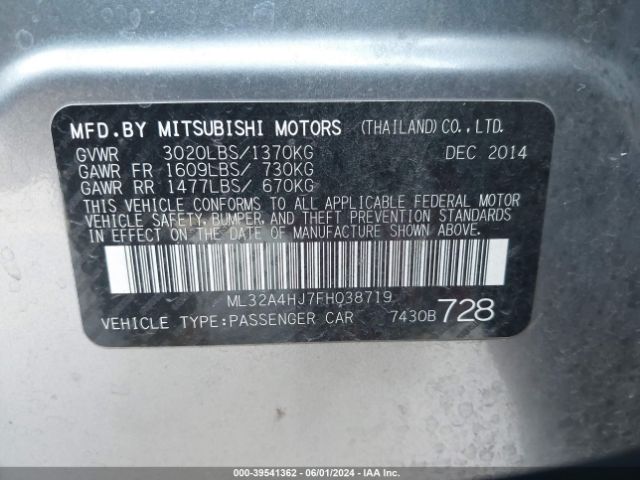 MFD.BY MITSUBISHI MOTORS (THAILAND) CO.,LTD.
GVWR 3020LBS/1370KG DEC 2014
GAWR FR 1609LBS/ 730KG
GAWR RR 1477LBS/ 670KG
THIS VEHICLE CONFORMS TO ALL APPLICABLE FEDERAL MOTOR
VEHICLE SAFETY, BUMPER, AND THEFT PREVENTION STANDARDS
IN EFFECT ON THE DATE OF MANUFACTURE SHOWN ABOVE.
ML32A4HJ7FH038719
VEHICLE TYPE:PASSENGER CAR 7430B 728
000-39541362 | 06/01/2024 - IAA Inc.